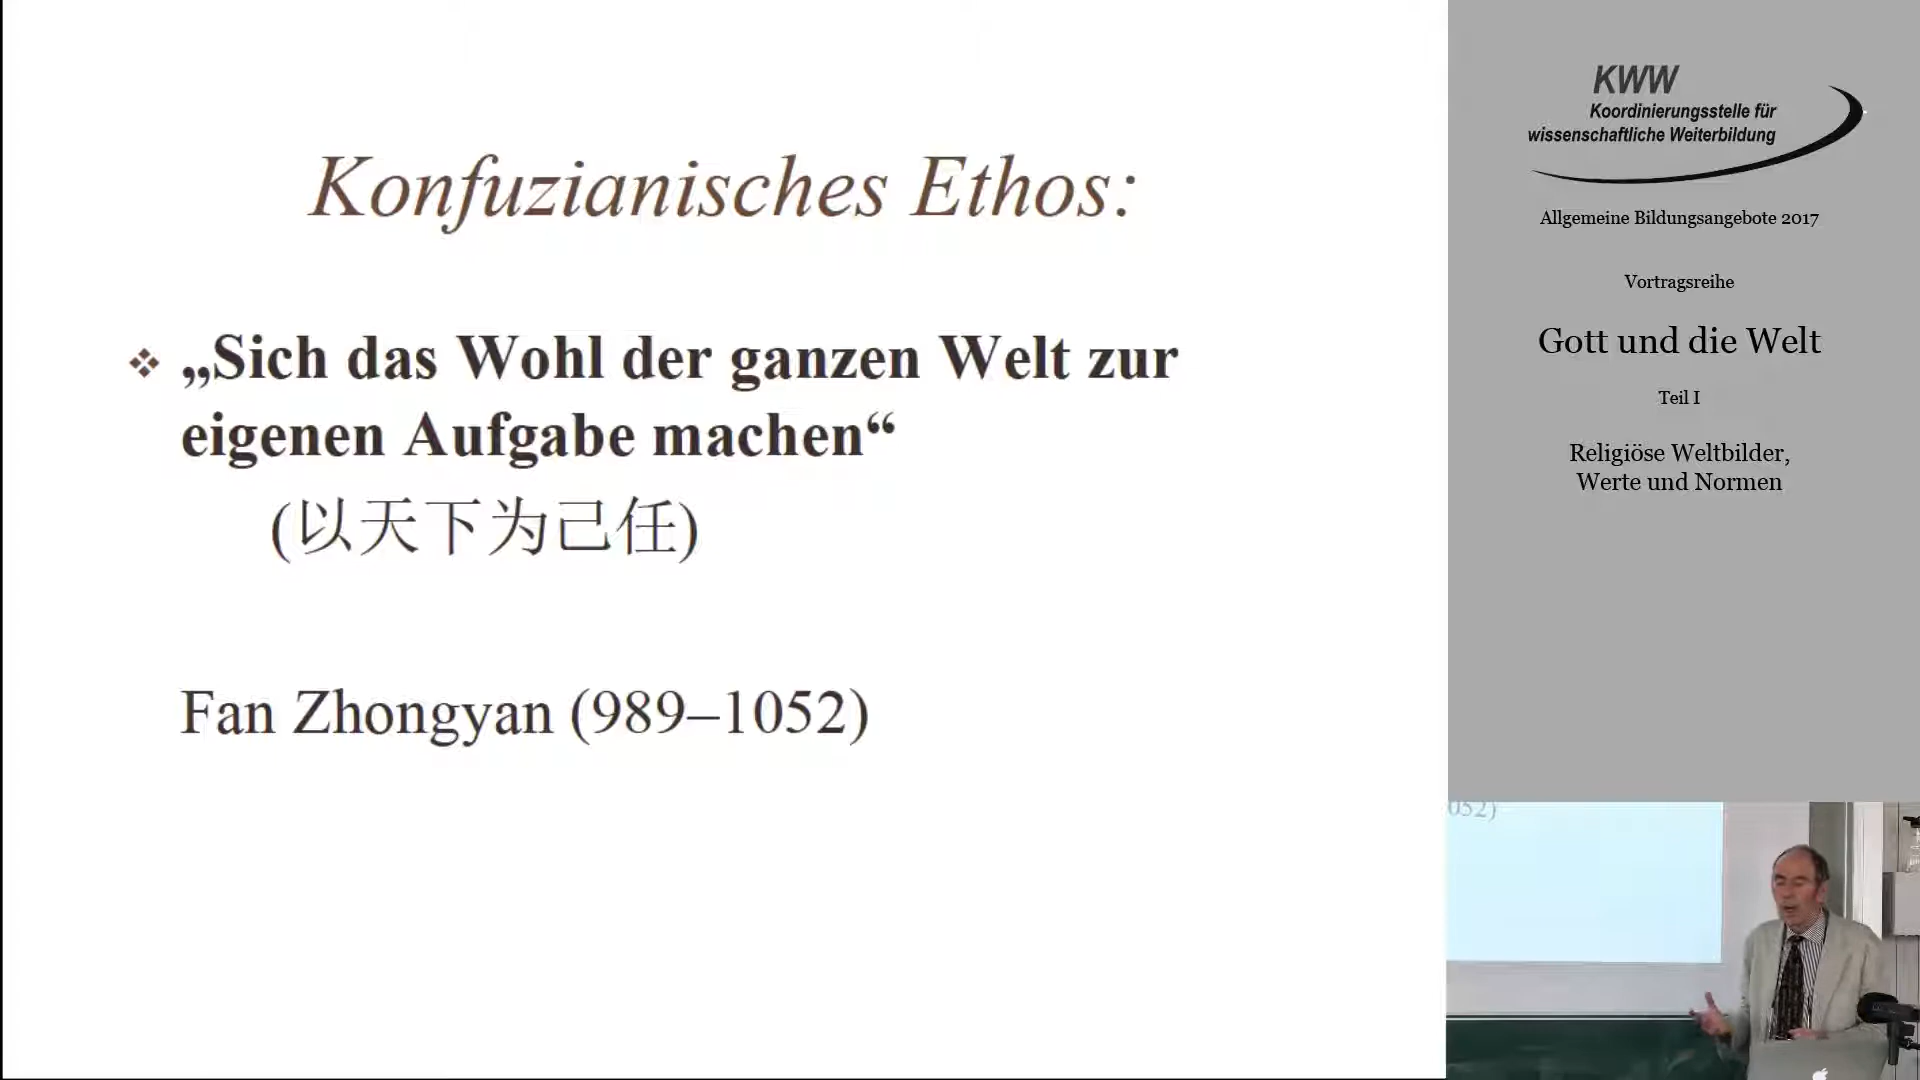 Konfuzianisches Ethos:
❖ „Sich das Wohl der ganzen Welt zur
eigenen Aufgabe machen“
(以天下为己任)
Fan Zhongyan (989–1052)
KWW
Koordinierungsstelle für
wissenschaftliche Weiterbildung
Allgemeine Bildungsangebote 2017
Vortragsreihe
Gott und die Welt
Teil I
Religiöse Weltbilder,
Werte und Normen
052)